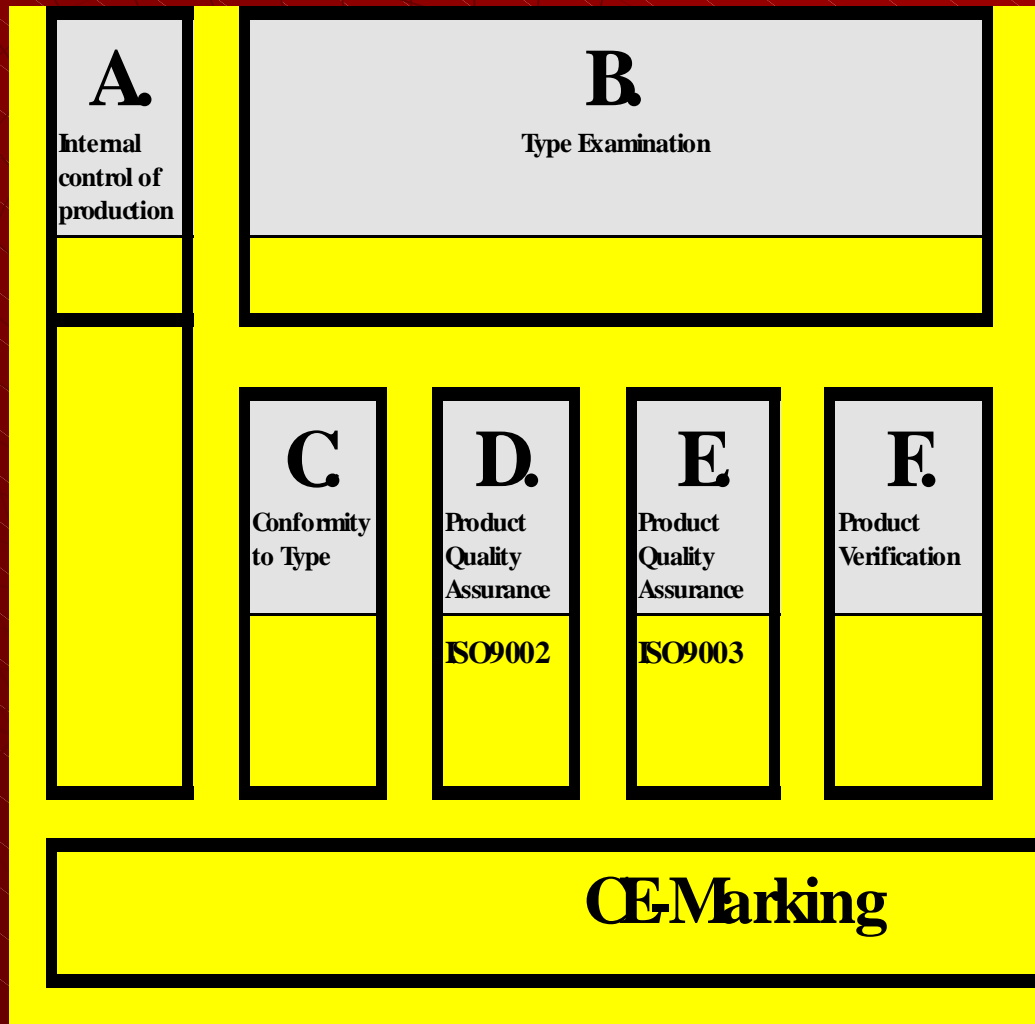 A.
Internal
control of
production
B.
Type Examination
C.
Conformity
to Type
D.
Product
Quality
Assurance
ISO9002
E.
Product
Quality
Assurance
ISO9003
F.
Product
Verification
CE-Marking